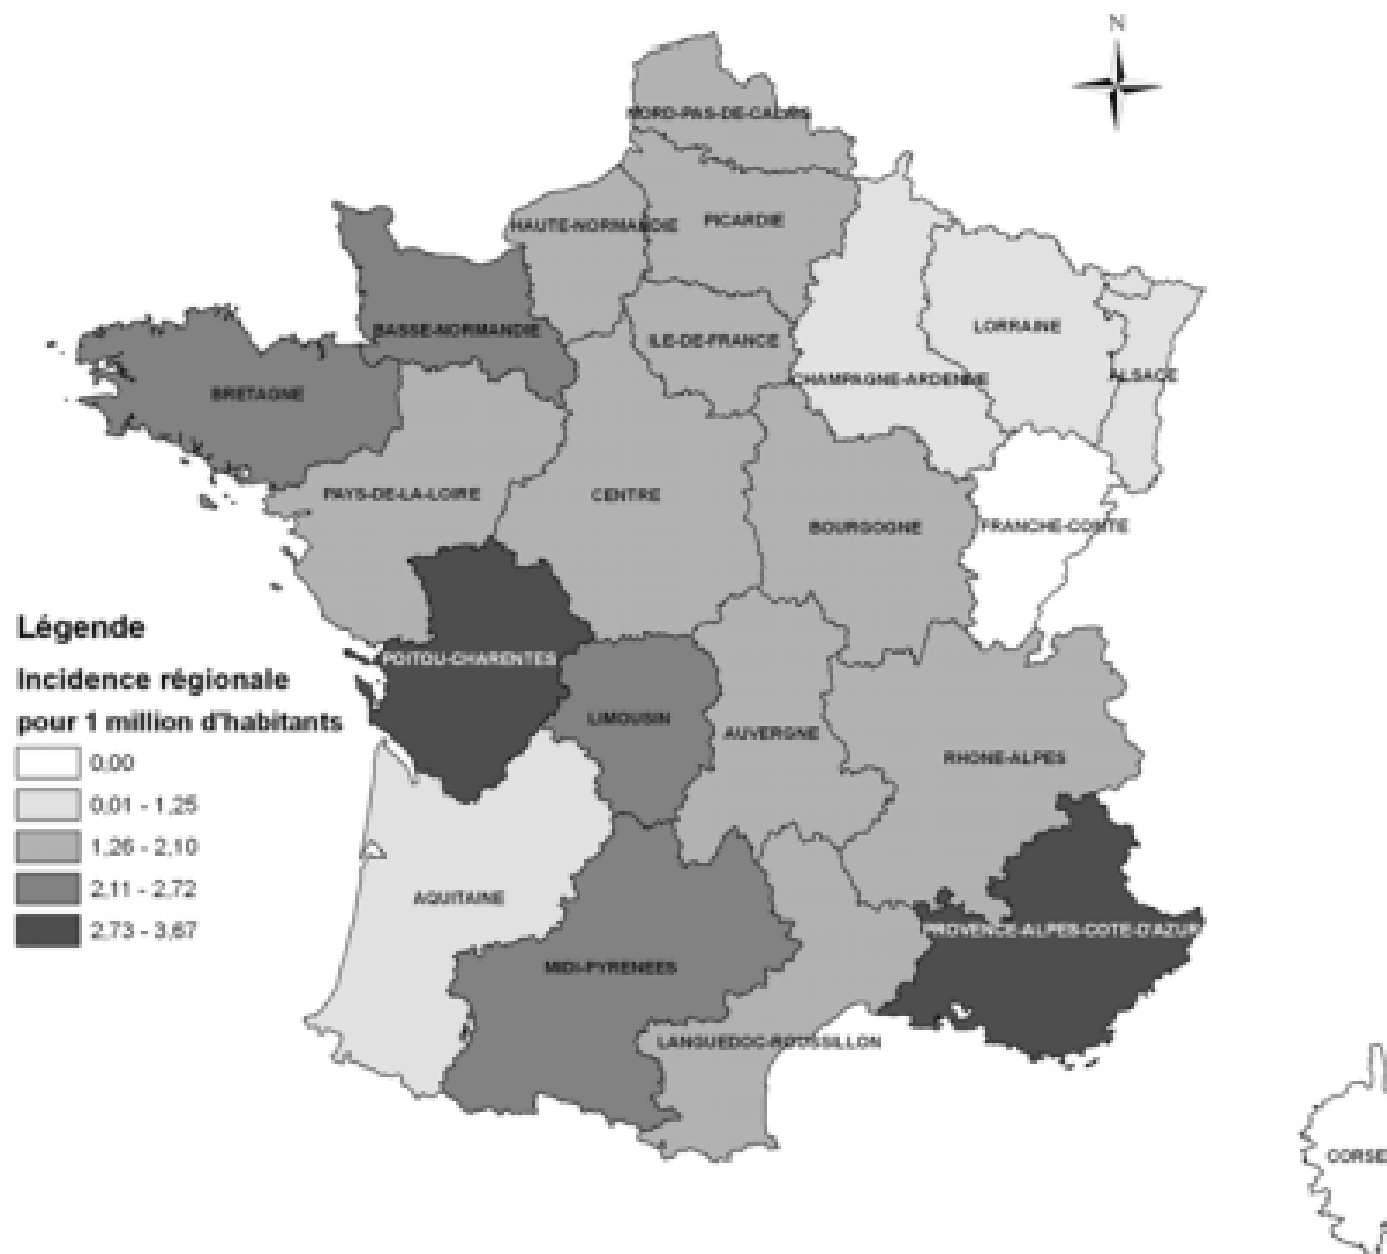 N
NORD-PAS-DE-CALAIS
HAUTE-NORMANDIE
PICARDIE
BASSE-NORMANDIE
ILE-DE-FRANCE
LORRAINE
CHAMPAGNE-ARDENNE
ALSACE
BRETAGNE
PAYS-DE-LA-LOIRE
CENTRE
BOURGOGNE
FRANCHE-COMTE
POITOU-CHARENTES
LIMOUSIN
AUVERGNE
RHONE-ALPES
AQUITAINE
PROVENCE-ALPES-COTE-D'AZUR
MIDI-PYRENEES
LANGUEDOC-ROUSSILLON
CORSE
Légende
Incidence régionale
pour 1 million d'habitants
0,00
0,01 - 1,25
1,26 - 2,10
2,11 - 2,72
2,73 - 3,67